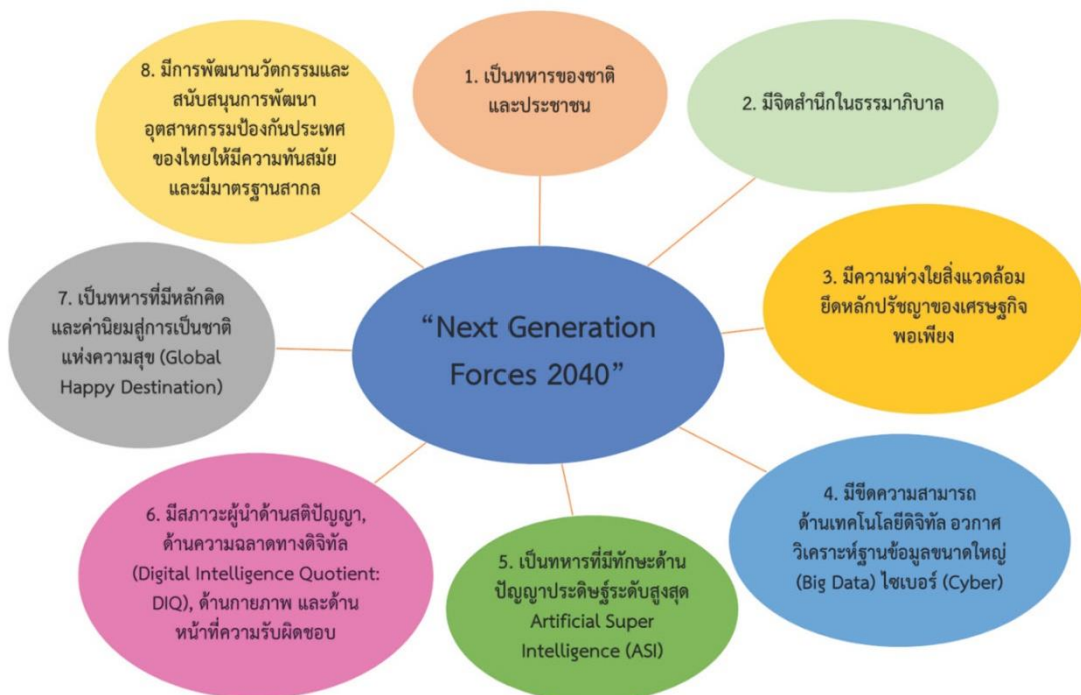 8. มีการพัฒนานวัตกรรมและ
สนับสนุนการพัฒนา
อุตสาหกรรมป้องกันประเทศ
ของไทยให้มีความทันสมัย
และมีมาตรฐานสากล
1. เป็นทหารของชาติ
และประชาชน
2. มีจิตสำนึกในธรรมาภิบาล
7. เป็นทหารที่มีหลักคิด
และค่านิยมสู่การเป็นชาติ
แห่งความสุข (Global
Happy Destination)
“Next Generation
Forces 2040”
3. มีความห่วงใยสิ่งแวดล้อม
ยึดหลักปรัชญาของเศรษฐกิจ
พอเพียง
6. มีสภาวะผู้นำด้านสติปัญญา,
ด้านความฉลาดทางดิจิทัล
(Digital Intelligence Quotient:
DIQ), ด้านกายภาพ และด้าน
หน้าที่ความรับผิดชอบ
5. เป็นทหารที่มีทักษะด้าน
ปัญญาประดิษฐ์ระดับสูงสุด
Artificial Super
Intelligence (ASI)
4. มีขีดความสามารถ
ด้านเทคโนโลยีดิจิทัล อวกาศ
วิเคราะห์ฐานข้อมูลขนาดใหญ่
(Big Data) ไซเบอร์ (Cyber)